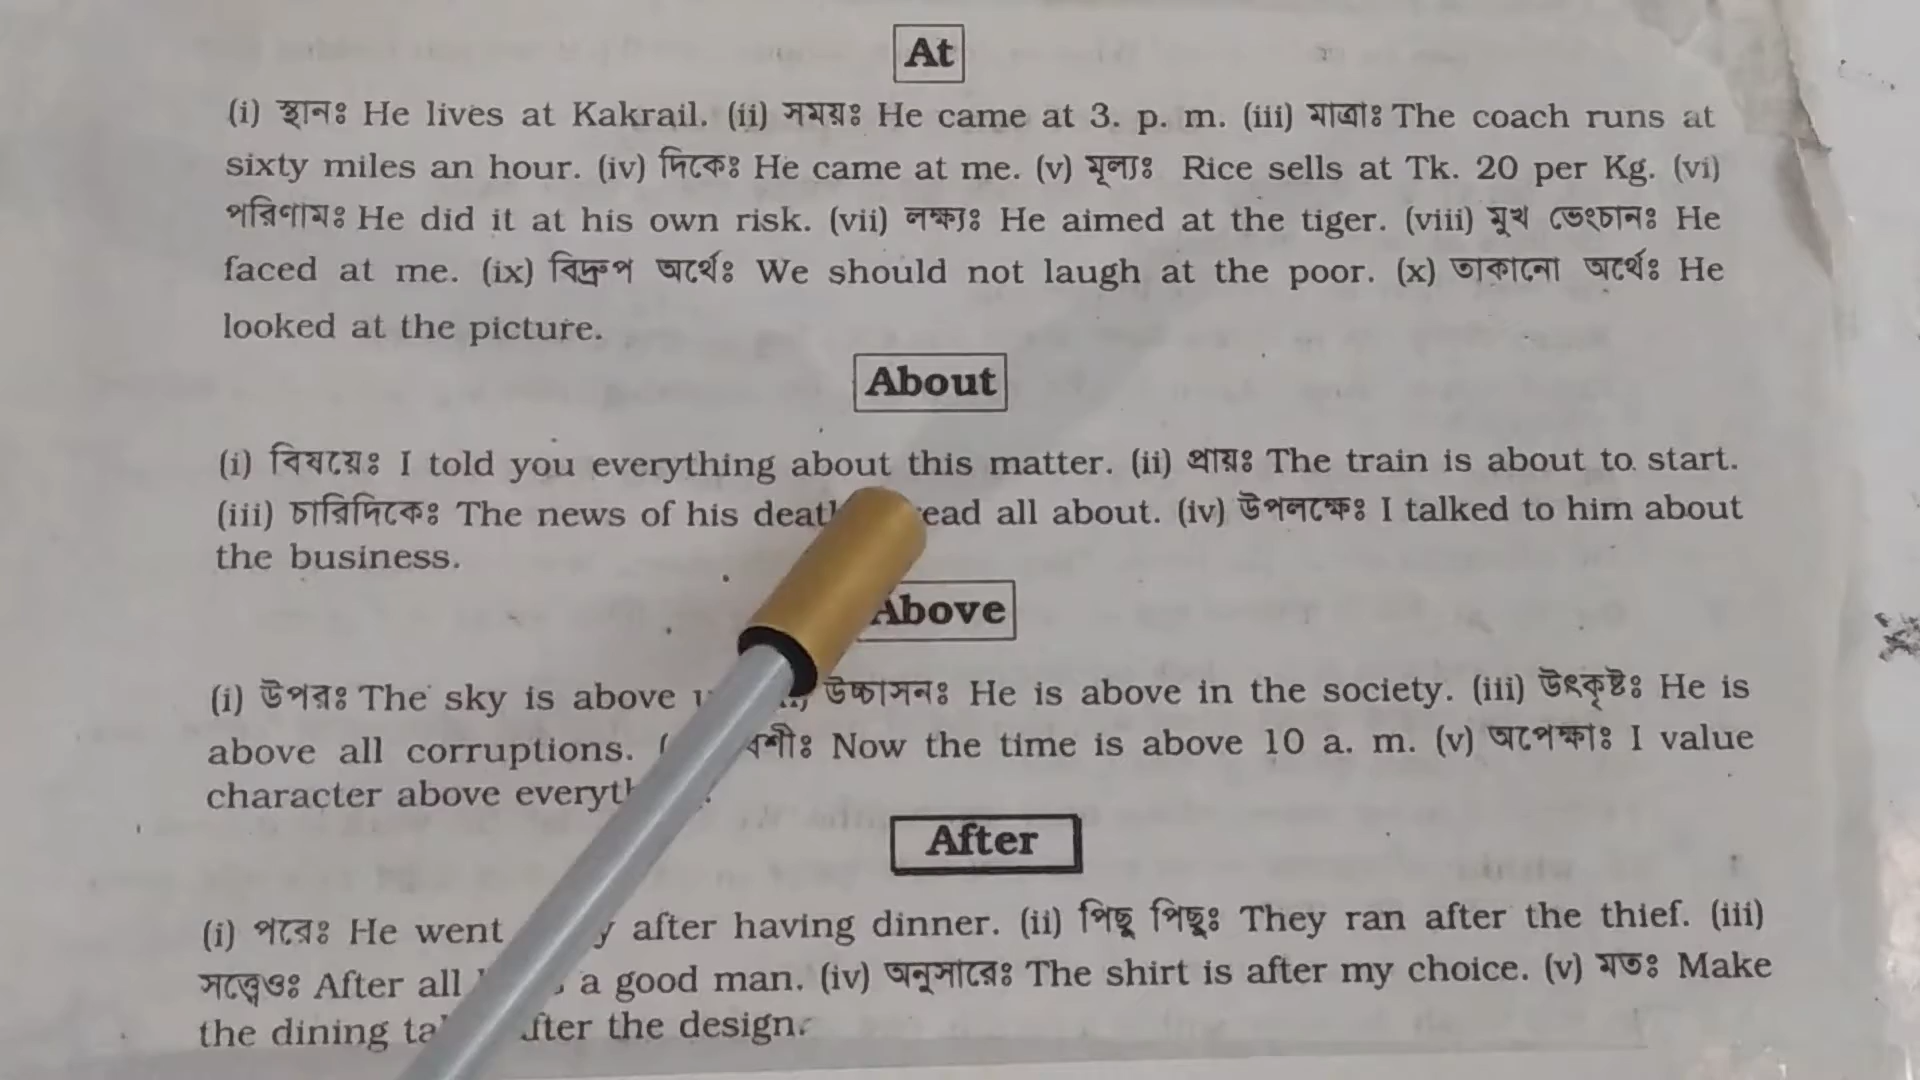 At
(i) স্থানঃ He lives at Kakrail. (ii) সময়ঃ He came at 3. p. m. (iii) মাত্রাঃ The coach runs at
sixty miles an hour. (iv) দিকেঃ He came at me. (v) মূল্যঃ Rice sells at Tk. 20 per Kg. (vi)
পরিণামঃ He did it at his own risk. (vii) লক্ষ্যঃ He aimed at the tiger. (viii) মুখ ভেংচানঃ He
faced at me. (ix) বিদ্রুপ অর্থেঃ We should not laugh at the poor. (x) তাকানো অর্থেঃ He
looked at the picture.
About
(i) বিষয়েঃ I told you everything about this matter. (ii) প্রায়ঃ The train is about to start.
(iii) চারিদিকেঃ The news of his all about. (iv) উপলক্ষেঃ I talked to him about
the business.
Above
(i) উপরঃ The sky is above উচ্চাসনঃ He is above in the society. (iii) উৎকৃষ্টঃ He is
above all corruptions. Now the time is above 10 a. m. (v) অপেক্ষাঃ I value
character above
After
(i) পরেঃ He went after having dinner. (ii) পিছু পিছুঃ They ran after the thief. (iii)
সত্ত্বেওঃ After all a good man. (iv) অনুসারেঃ The shirt is after my choice. (v) মতঃ Make
the dining after the design.